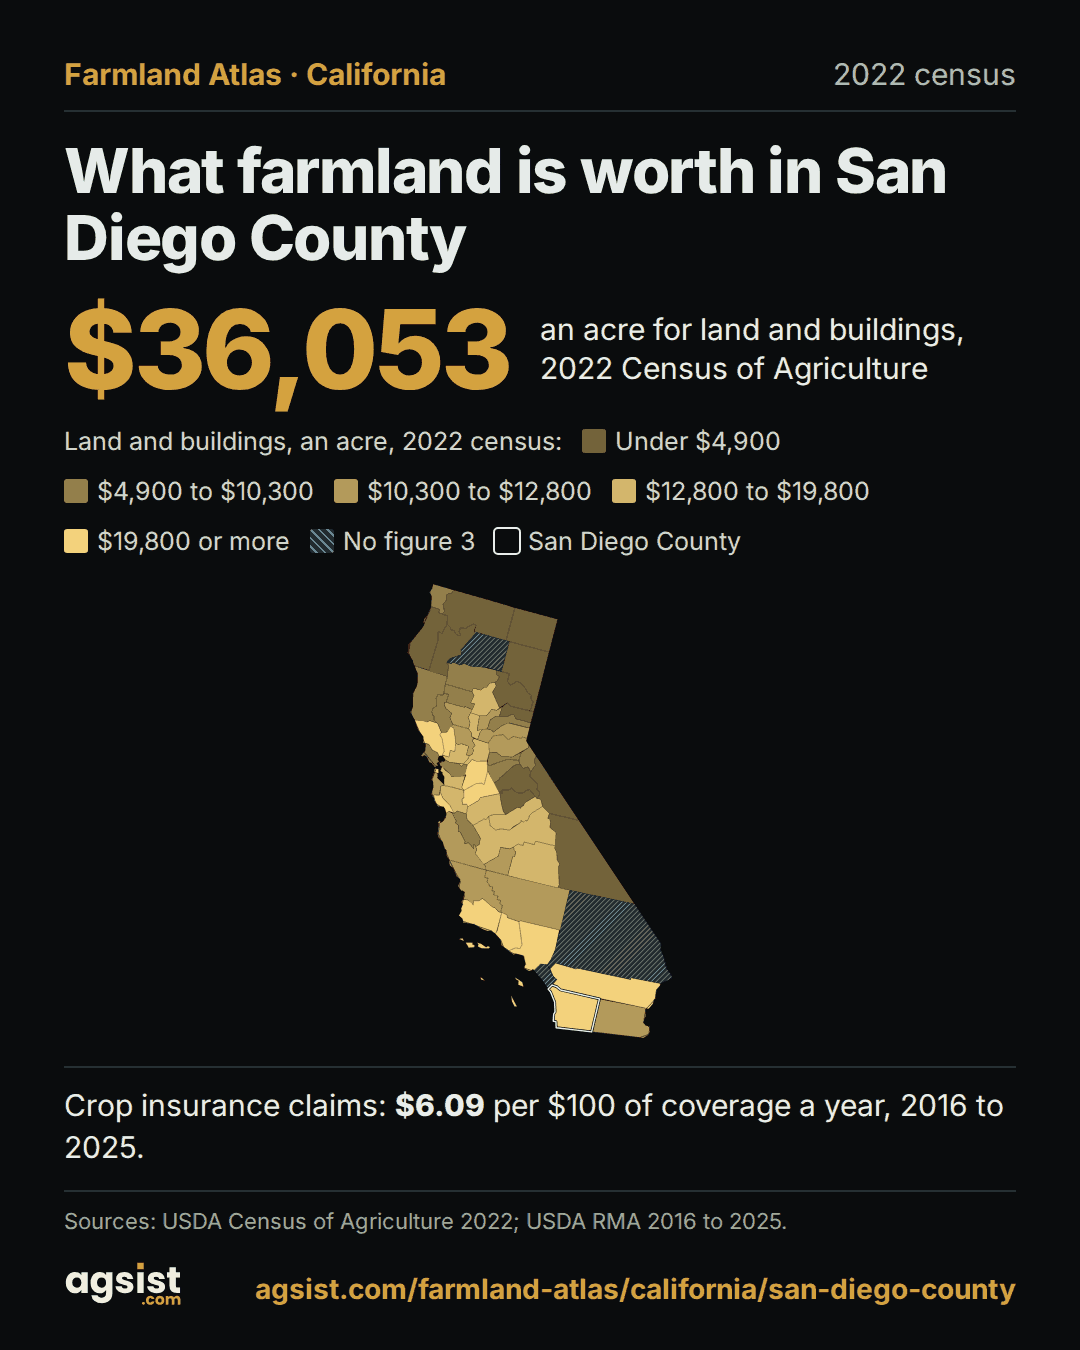 Farmland Atlas · California
2022 census
What farmland is worth in San
Diego County
$36,053
an acre for land and buildings,
2022 Census of Agriculture
Land and buildings, an acre, 2022 census: Under $4,900
$4,900 to $10,300 $10,300 to $12,800 $12,800 to $19,800
$19,800 or more No figure 3 San Diego County
Crop insurance claims: $6.09 per $100 of coverage a year, 2016 to
2025.
Sources: USDA Census of Agriculture 2022; USDA RMA 2016 to 2025.
agsist
.com
agsist.com/farmland-atlas/california/san-diego-county